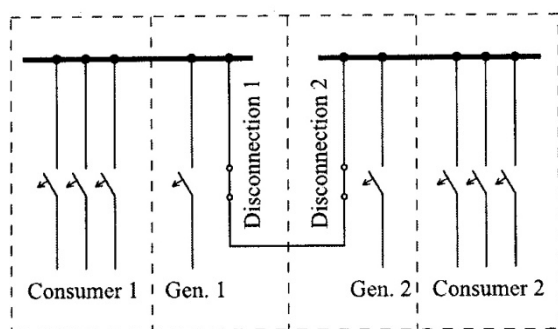 Disconnection 1
Disconnection 2
Consumer 1
Gen. 1
Gen. 2
Consumer 2